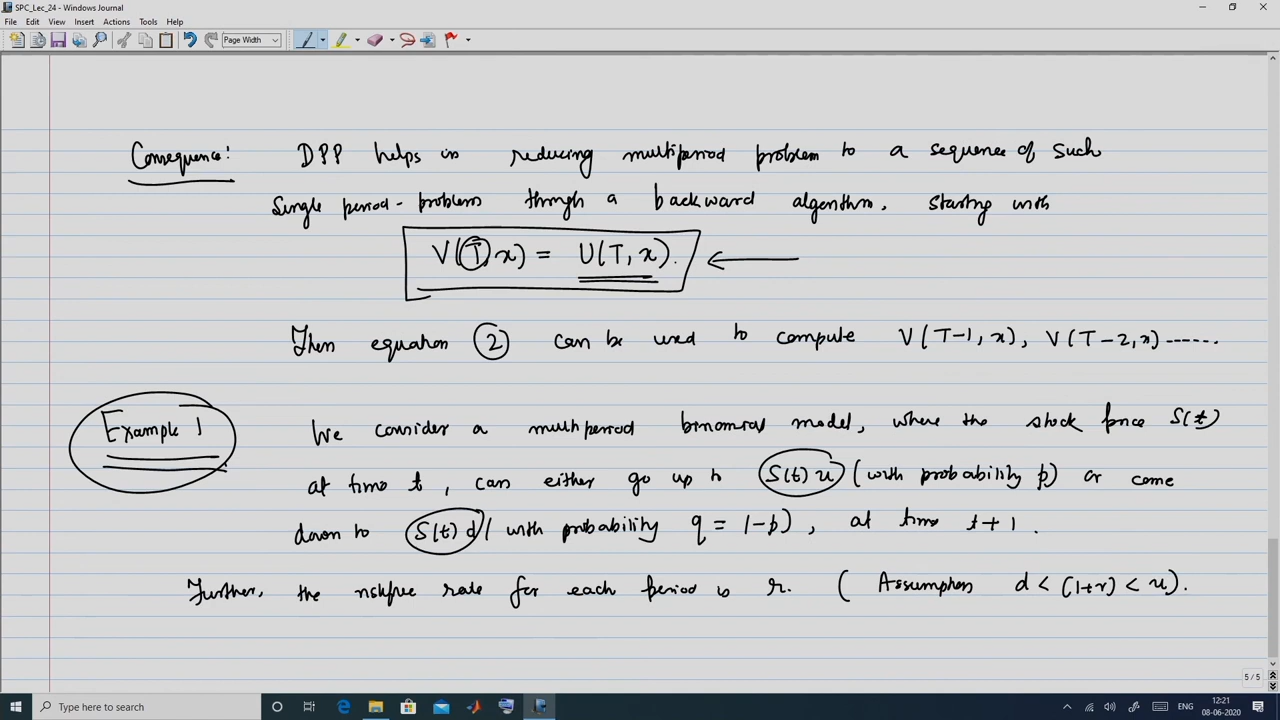 SPC_Lec_24 - Windows Journal
File Edit View Insert Actions Tools Help
Page Width
Consequence: DPP helps in reducing multiperiod problem to a sequence of such
single period-problems through a backward algorithm, starting with
V(T, x) = U(T, x).
Then equation 2 can be used to compute V(T-1, x), V(T-2, x) ------
Example 1 We consider a multiperiod binomial model, where the stock price S(t)
at time t, can either go up to S(t) u (with probability p) or come
down to S(t) d (with probability q = 1-p), at time t+1.
Further, the riskfree rate for each period is r. (Assumption d < (1+r) < u).
5/5
Type here to search
ENG
12:21
08-06-2020